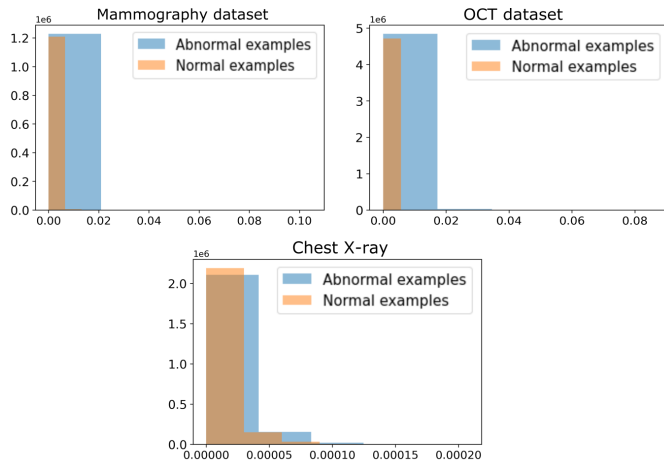 Mammography dataset
1e6
Abnormal examples
Normal examples
1.2
1.0
0.8
0.6
0.4
0.2
0.0
0.00 0.02 0.04 0.06 0.08 0.10
OCT dataset
1e6
Abnormal examples
Normal examples
5
4
3
2
1
0
0.00 0.02 0.04 0.06 0.08
Chest X-ray
1e6
Abnormal examples
Normal examples
2.0
1.5
1.0
0.5
0.0
0.00000 0.00005 0.00010 0.00015 0.00020